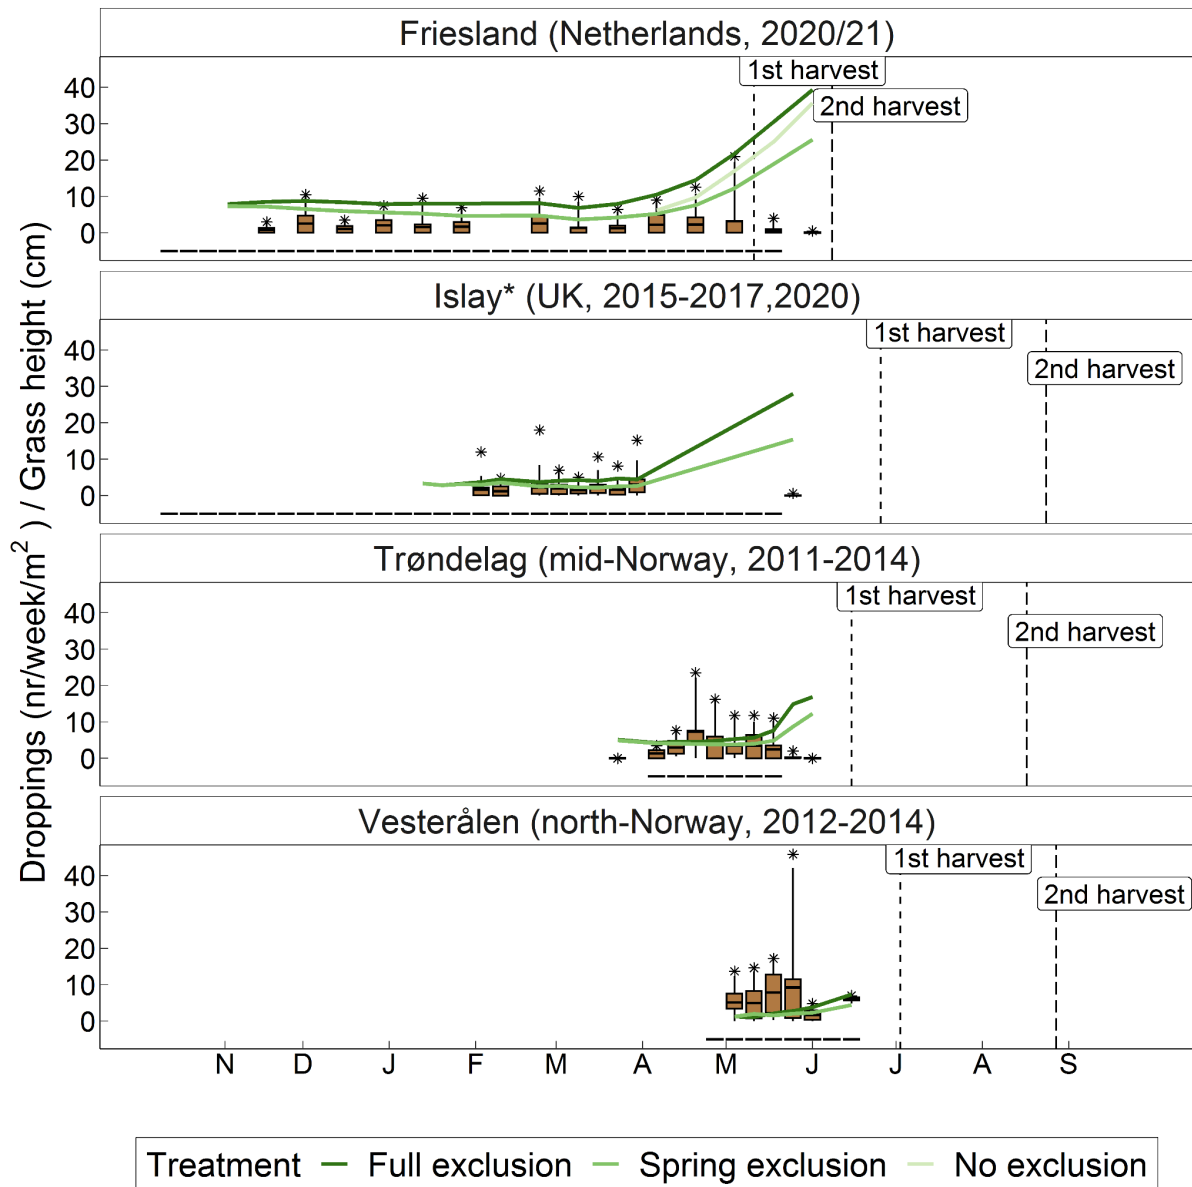 Friesland (Netherlands, 2020/21)
1st harvest
2nd harvest
40
30
20
10
0
Islay* (UK, 2015-2017,2020)
1st harvest
2nd harvest
40
30
20
10
0
Trøndelag (mid-Norway, 2011-2014)
1st harvest
2nd harvest
40
30
20
10
0
Vesterålen (north-Norway, 2012-2014)
1st harvest
2nd harvest
40
30
20
10
0
Droppings (nr/week/m²) / Grass height (cm)
N D J F M A M J J A S
Treatment Full exclusion Spring exclusion No exclusion